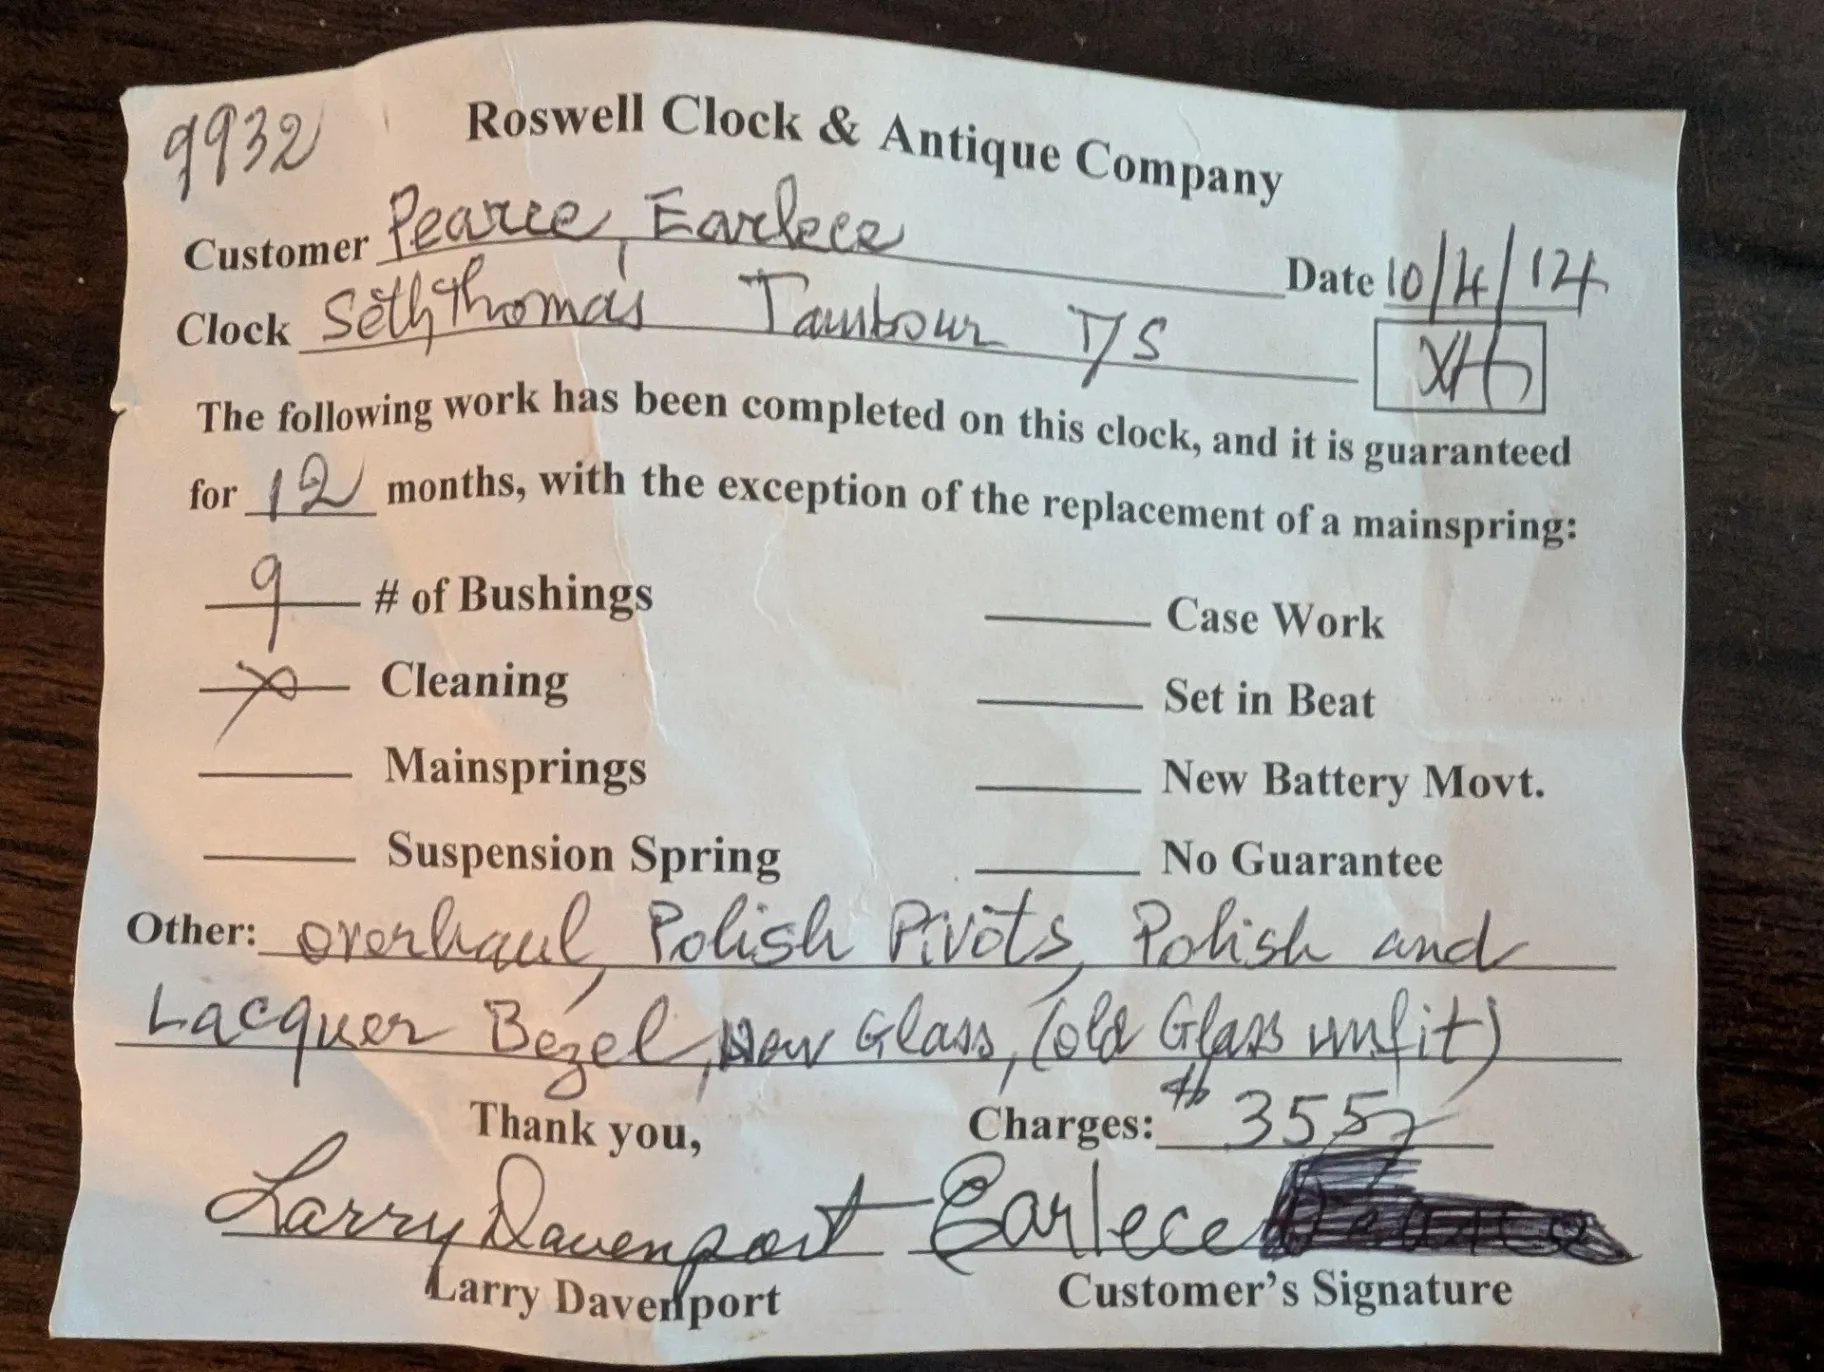 9932
Roswell Clock & Antique Company
Customer Pearce, Earlece
Date 10/4/14
Clock Seth Thomas Tambour T/S
The following work has been completed on this clock, and it is guaranteed
for 12 months, with the exception of the replacement of a mainspring:
9 # of Bushings
Case Work
X Cleaning
Set in Beat
Mainsprings
New Battery Movt.
Suspension Spring
No Guarantee
Other: overhaul, Polish Pivots, Polish and
Lacquer Bezel, New Glass, (old Glass unfit)
Thank you,
Charges: $ 355
Larry Davenport Earlece
Larry Davenport
Customer's Signature